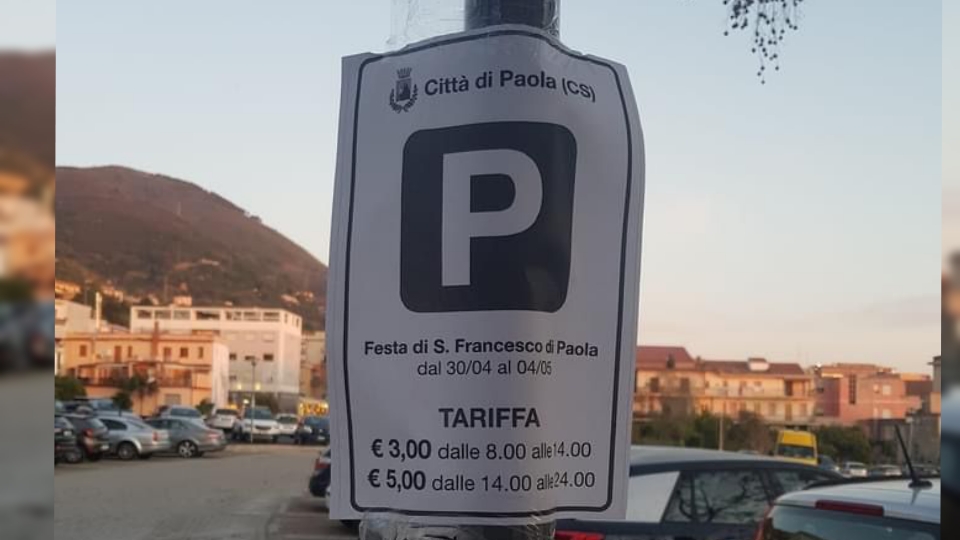 Città di Paola (CS)
P
Festa di S. Francesco di Paola
dal 30/04 al 04/05
TARIFFA
€ 3,00 dalle 8.00 alle 14.00
€ 5,00 dalle 14.00 alle 24.00